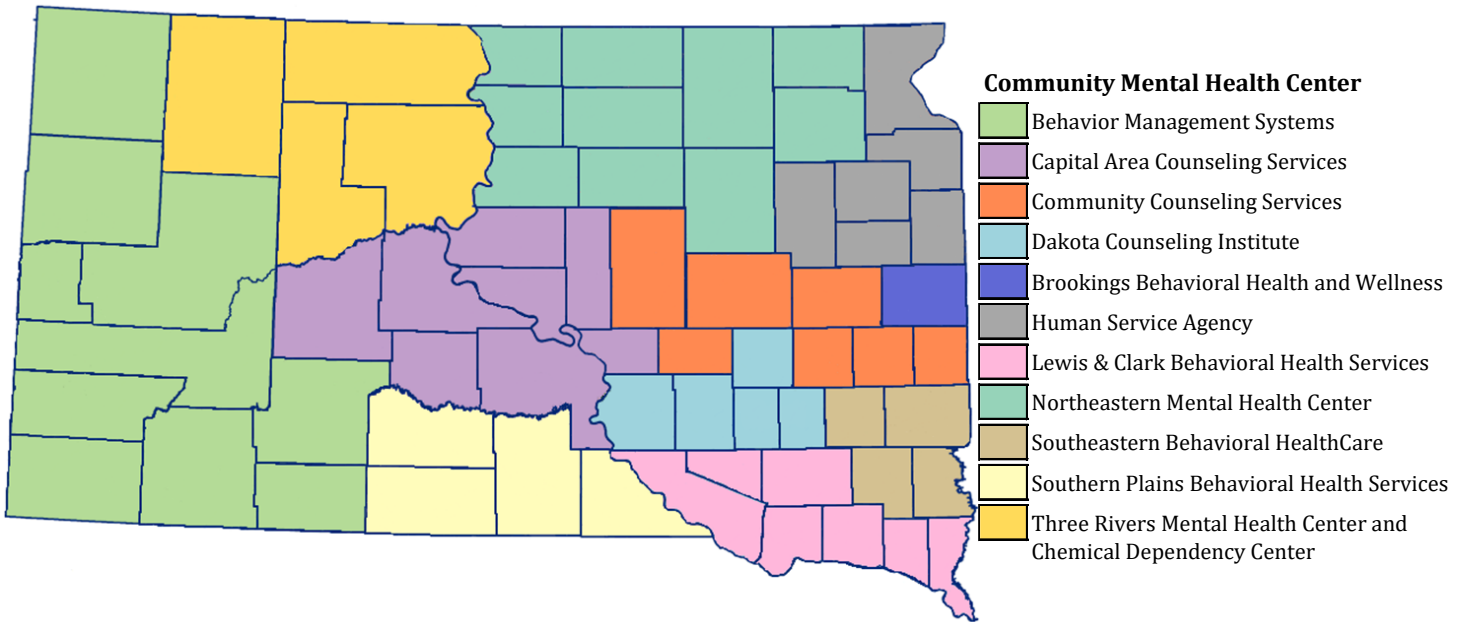 Community Mental Health Center
Behavior Management Systems
Capital Area Counseling Services
Community Counseling Services
Dakota Counseling Institute
Brookings Behavioral Health and Wellness
Human Service Agency
Lewis & Clark Behavioral Health Services
Northeastern Mental Health Center
Southeastern Behavioral HealthCare
Southern Plains Behavioral Health Services
Three Rivers Mental Health Center and
Chemical Dependency Center